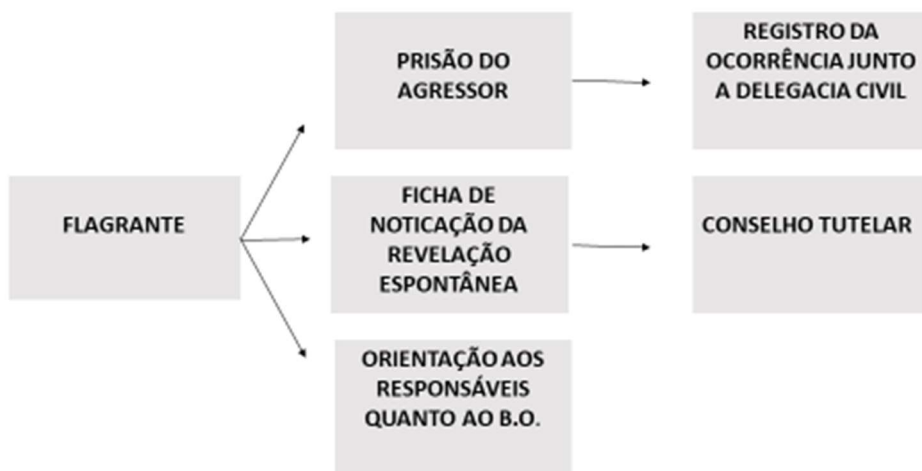 FLAGRANTE
PRISÃO DO
AGRESSOR
REGISTRO DA
OCORRÊNCIA JUNTO
A DELEGACIA CIVIL
FICHA DE
NOTICAÇÃO DA
REVELAÇÃO
ESPONTÂNEA
CONSELHO TUTELAR
ORIENTAÇÃO AOS
RESPONSÁVEIS
QUANTO AO B.O.